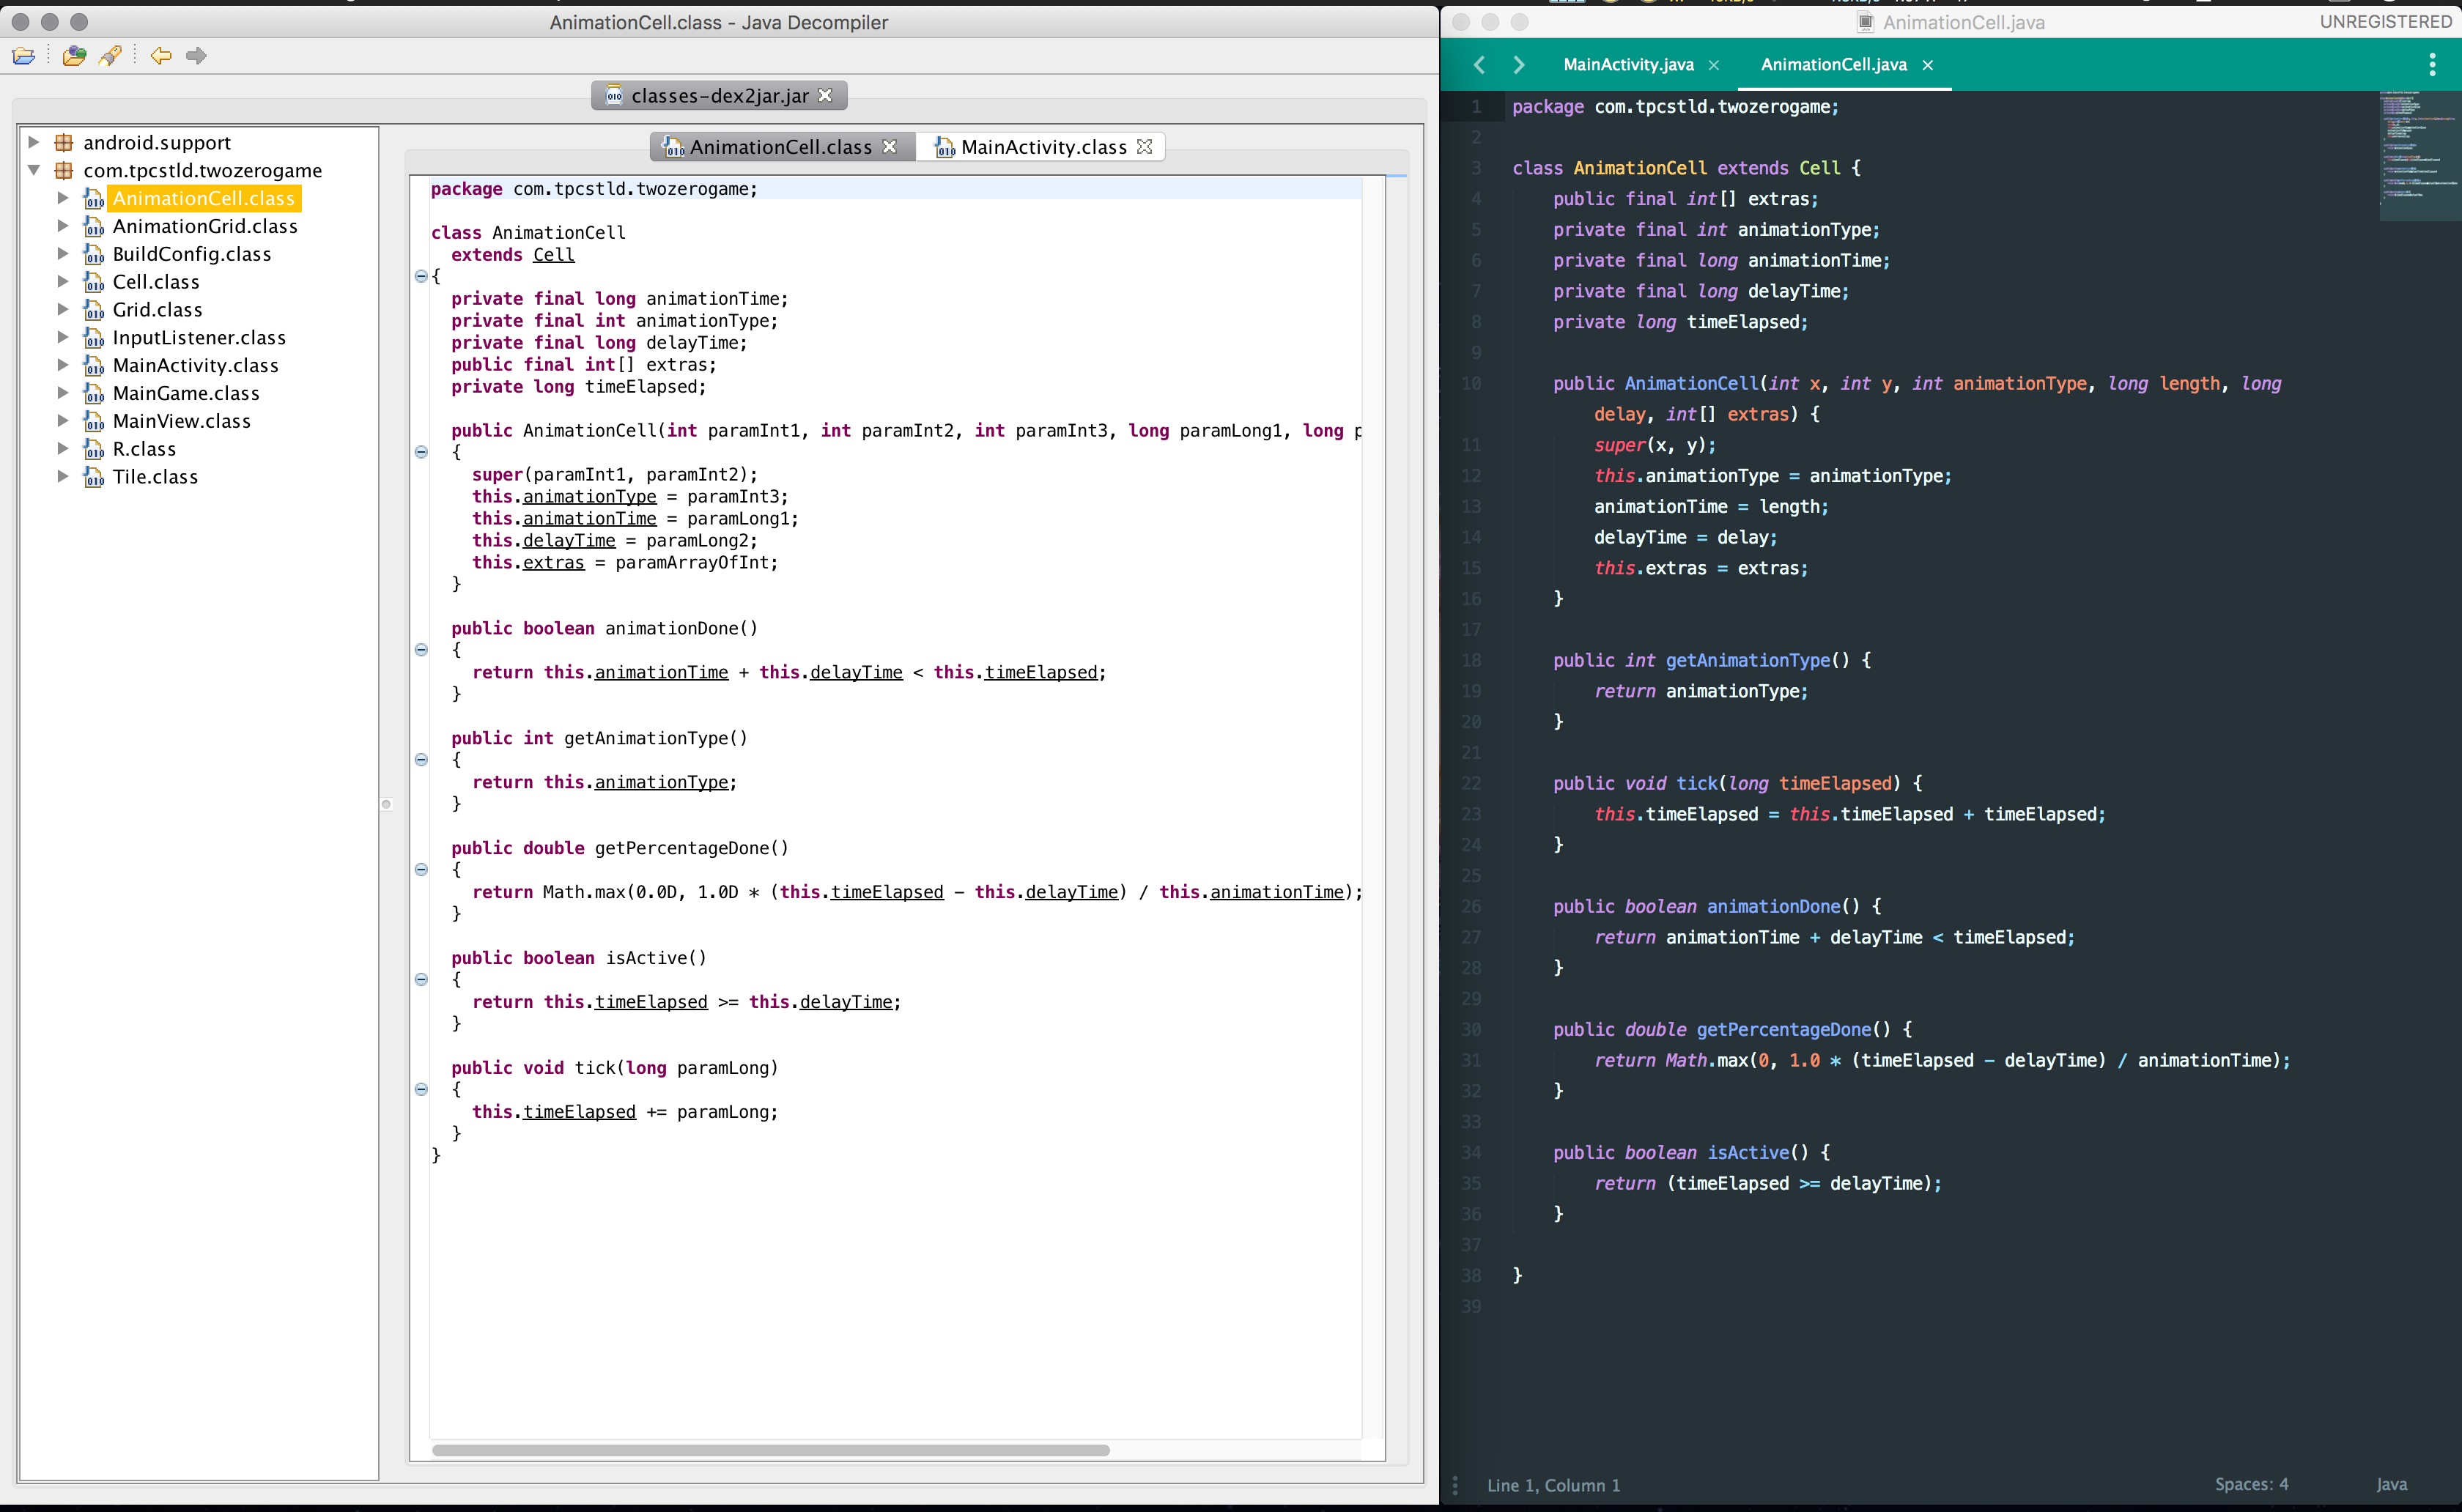 AnimationCell.class - Java Decompiler
classes-dex2jar.jar
android.support
com.tpcstld.twozerogame
AnimationCell.class
AnimationGrid.class
BuildConfig.class
Cell.class
Grid.class
InputListener.class
MainActivity.class
MainGame.class
MainView.class
R.class
Tile.class
AnimationCell.class
MainActivity.class
package com.tpcstld.twozerogame;
class AnimationCell
extends Cell
{
private final long animationTime;
private final int animationType;
private final long delayTime;
public final int[] extras;
private long timeElapsed;
public AnimationCell(int paramInt1, int paramInt2, int paramInt3, long paramLong1, long p
{
super(paramInt1, paramInt2);
this.animationType = paramInt3;
this.animationTime = paramLong1;
this.delayTime = paramLong2;
this.extras = paramArrayOfInt;
}
public boolean animationDone()
{
return this.animationTime + this.delayTime < this.timeElapsed;
}
public int getAnimationType()
{
return this.animationType;
}
public double getPercentageDone()
{
return Math.max(0.0D, 1.0D * (this.timeElapsed - this.delayTime) / this.animationTime);
}
public boolean isActive()
{
return this.timeElapsed >= this.delayTime;
}
public void tick(long paramLong)
{
this.timeElapsed += paramLong;
}
}
AnimationCell.java
UNREGISTERED
MainActivity.java
AnimationCell.java
1 package com.tpcstld.twozerogame;
2
3 class AnimationCell extends Cell {
4 public final int[] extras;
5 private final int animationType;
6 private final long animationTime;
7 private final long delayTime;
8 private long timeElapsed;
9
10 public AnimationCell(int x, int y, int animationType, long length, long
delay, int[] extras) {
11 super(x, y);
12 this.animationType = animationType;
13 animationTime = length;
14 delayTime = delay;
15 this.extras = extras;
16 }
17
18 public int getAnimationType() {
19 return animationType;
20 }
21
22 public void tick(long timeElapsed) {
23 this.timeElapsed = this.timeElapsed + timeElapsed;
24 }
25
26 public boolean animationDone() {
27 return animationTime + delayTime < timeElapsed;
28 }
29
30 public double getPercentageDone() {
31 return Math.max(0, 1.0 * (timeElapsed - delayTime) / animationTime);
32 }
33
34 public boolean isActive() {
35 return (timeElapsed >= delayTime);
36 }
37
38 }
39
Line 1, Column 1
Spaces: 4
Java